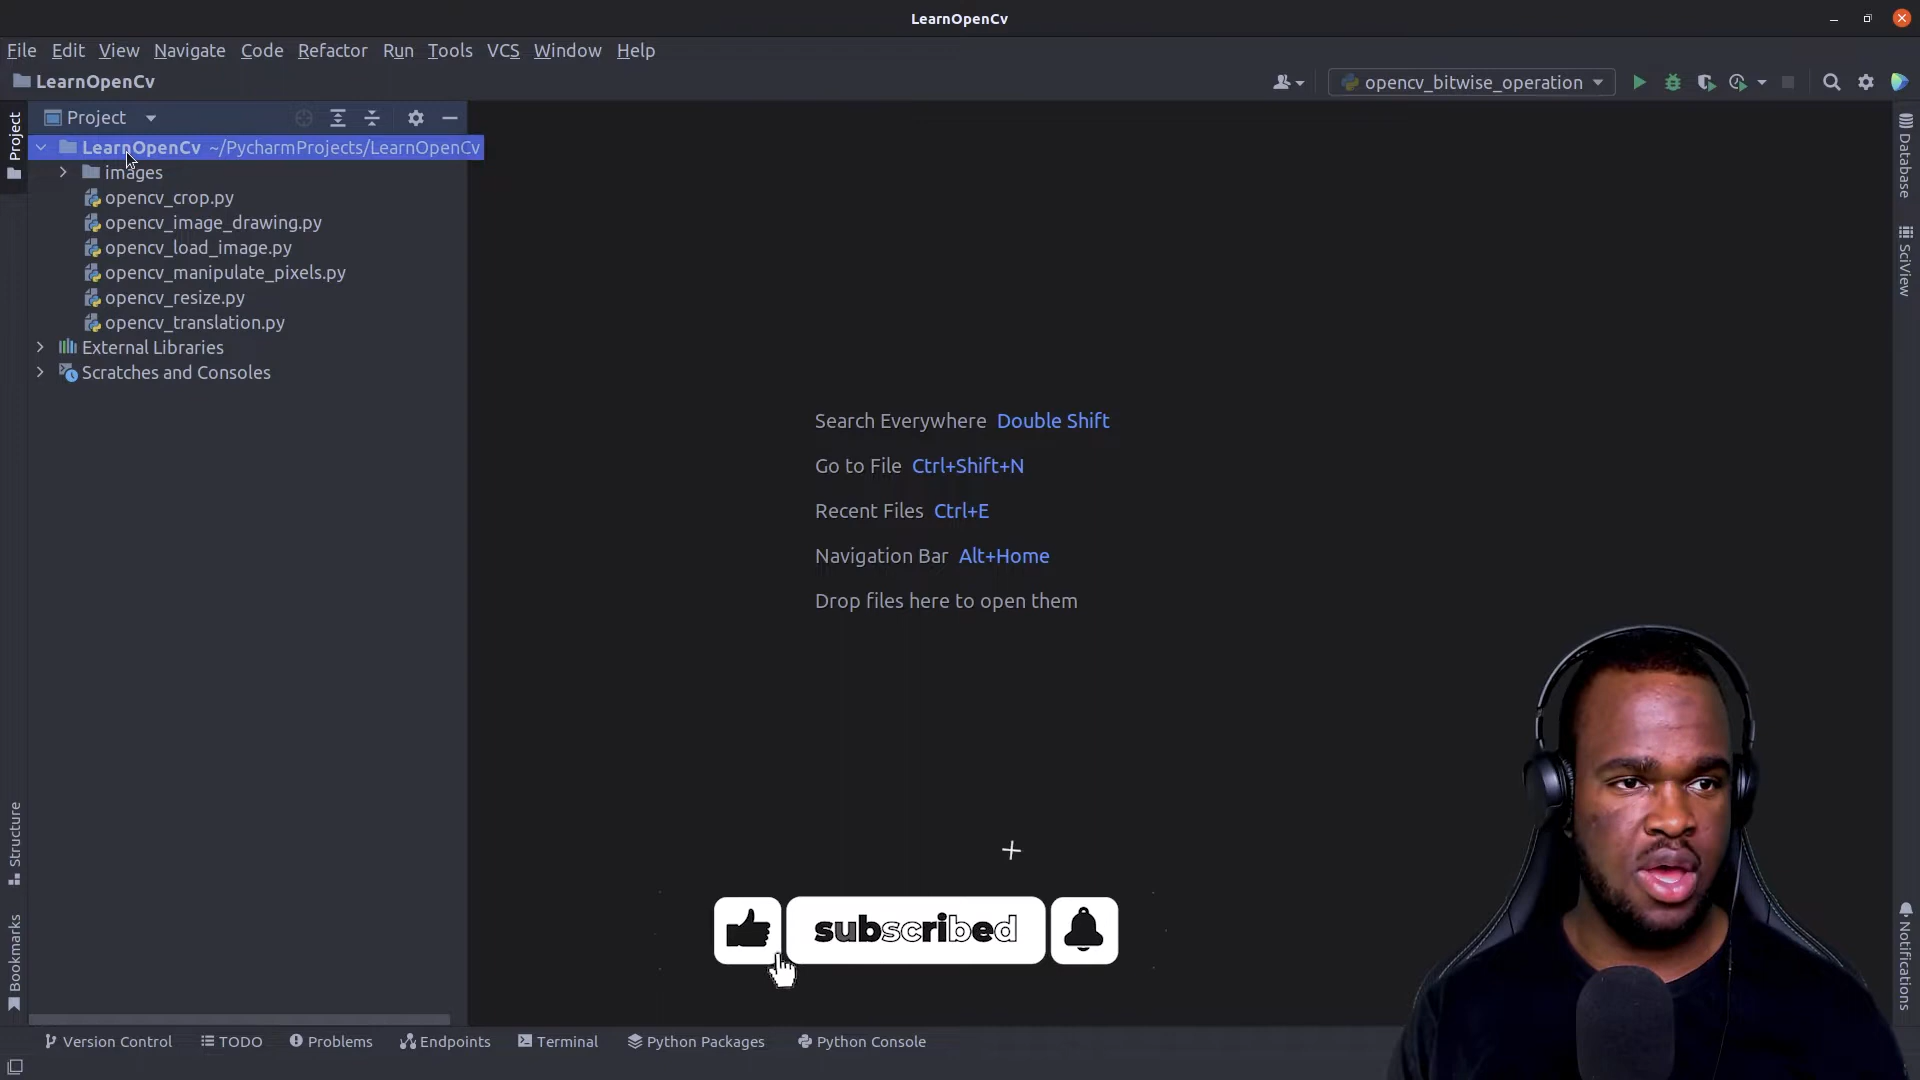 LearnOpenCv
File Edit View Navigate Code Refactor Run Tools VCS Window Help
LearnOpenCv
opencv_bitwise_operation
Project
Project
LearnOpenCv ~/PycharmProjects/LearnOpenCv
images
opencv_crop.py
opencv_image_drawing.py
opencv_load_image.py
opencv_manipulate_pixels.py
opencv_resize.py
opencv_translation.py
External Libraries
Scratches and Consoles
Search Everywhere Double Shift
Go to File Ctrl+Shift+N
Recent Files Ctrl+E
Navigation Bar Alt+Home
Drop files here to open them
Database
SciView
Structure
Bookmarks
Notifications
subscribed
Version Control TODO Problems Endpoints Terminal Python Packages Python Console